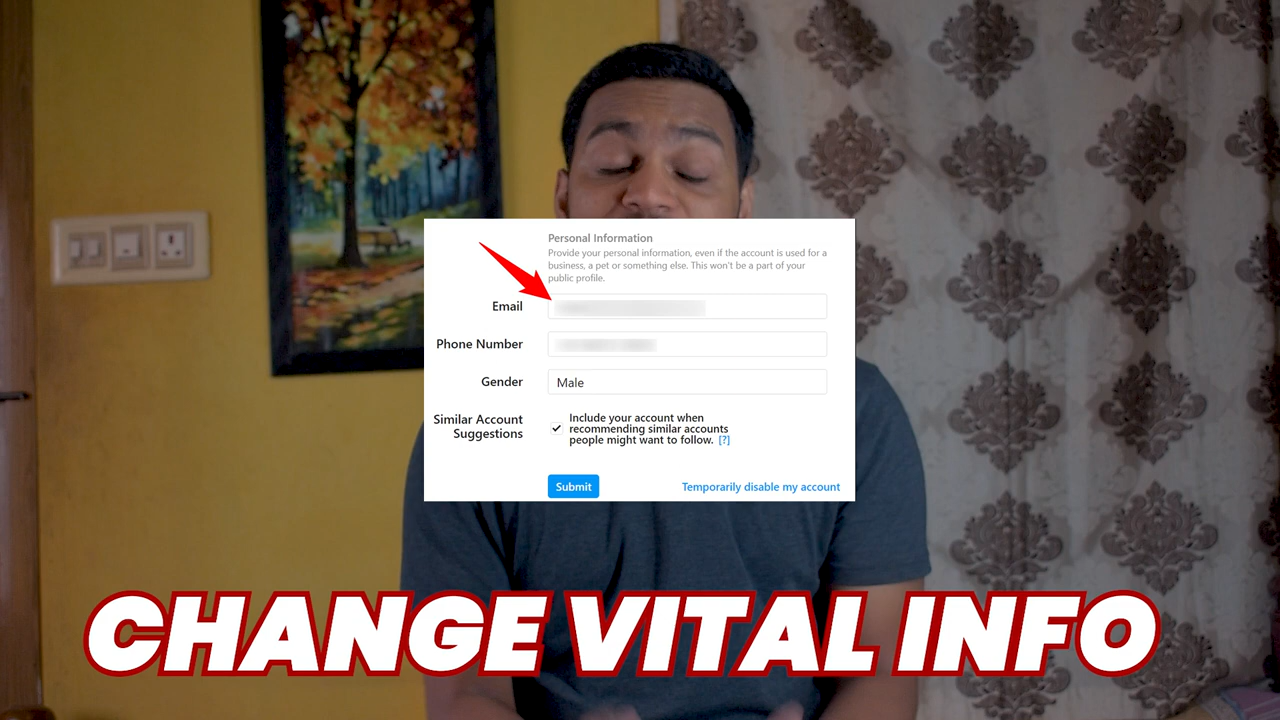 Personal Information
Provide your personal information, even if the account is used for a
business, a pet or something else. This won't be a part of your
public profile.
Email
Phone Number
Gender
Male
Similar Account
Suggestions
Include your account when
recommending similar accounts
people might want to follow. [?]
Submit
Temporarily disable my account
CHANGE VITAL INFO